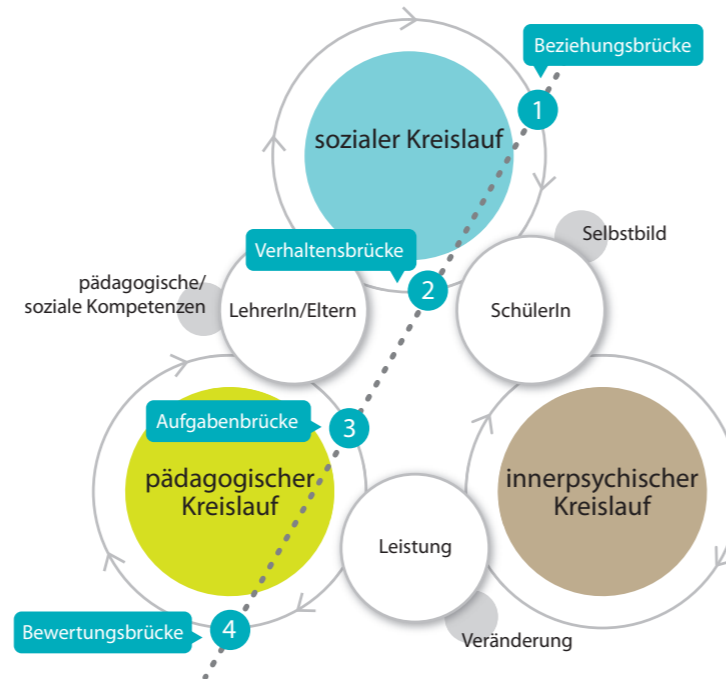 Beziehungsbrücke
1
sozialer Kreislauf
Selbstbild
Verhaltensbrücke
2
pädagogische/
soziale Kompetenzen
LehrerIn/Eltern
SchülerIn
Aufgabenbrücke
3
pädagogischer
Kreislauf
innerpsychischer
Kreislauf
Leistung
Bewertungsbrücke
4
Veränderung